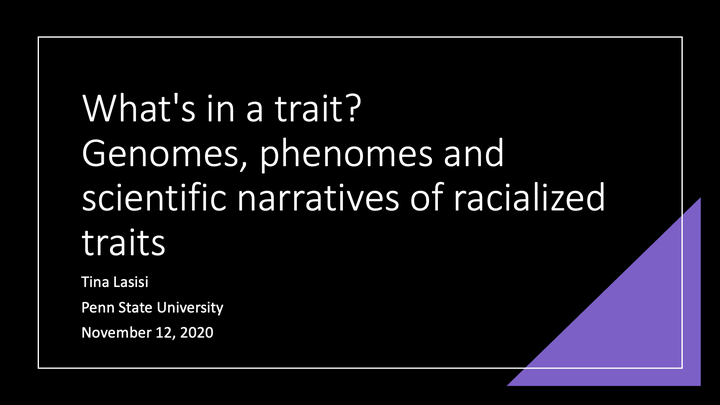 What's in a trait?
Genomes, phenomes and
scientific narratives of racialized
traits
Tina Lasisi
Penn State University
November 12, 2020